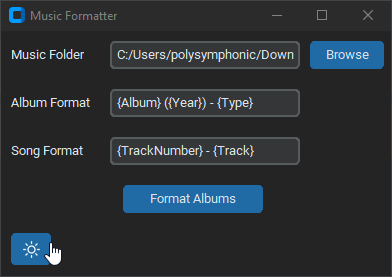 Music Formatter
Music Folder C:/Users/polysymphonic/Down Browse
Album Format {Album} ({Year}) - {Type}
Song Format {TrackNumber} - {Track}
Format Albums